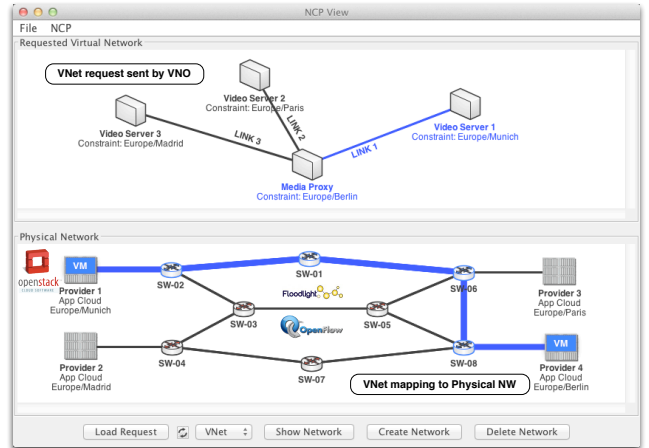 NCP View
File NCP
Requested Virtual Network
VNet request sent by VNO
Video Server 2
Constraint: Europe/Paris
Video Server 3
Constraint: Europe/Madrid
Video Server 1
Constraint: Europe/Munich
LINK 3
LINK 2
LINK 1
Media Proxy
Constraint: Europe/Berlin
Physical Network
openstack
CLOUD SOFTWARE
VM
Provider 1
App Cloud
Europe/Munich
SW-02
SW-01
SW-06
Provider 3
App Cloud
Europe/Paris
Floodlight
SW-03
SW-05
OpenFlow
Provider 2
App Cloud
Europe/Madrid
SW-04
SW-07
SW-08
VM
Provider 4
App Cloud
Europe/Berlin
VNet mapping to Physical NW
Load Request VNet Show Network Create Network Delete Network